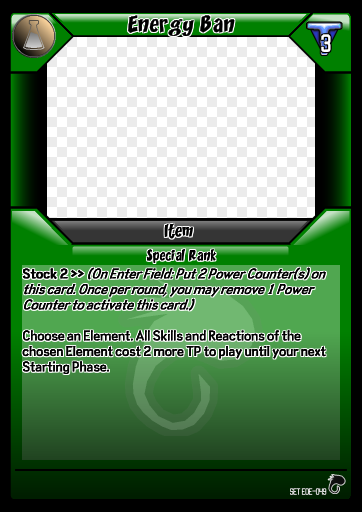 Energy Ban
3
Item
Special Rank
Stock 2 >> (On Enter Field: Put 2 Power Counter(s) on
this card. Once per round, you may remove 1 Power
Counter to activate this card.)
Choose an Element. All Skills and Reactions of the
chosen Element cost 2 more TP to play until your next
Starting Phase.
SET EOE-049